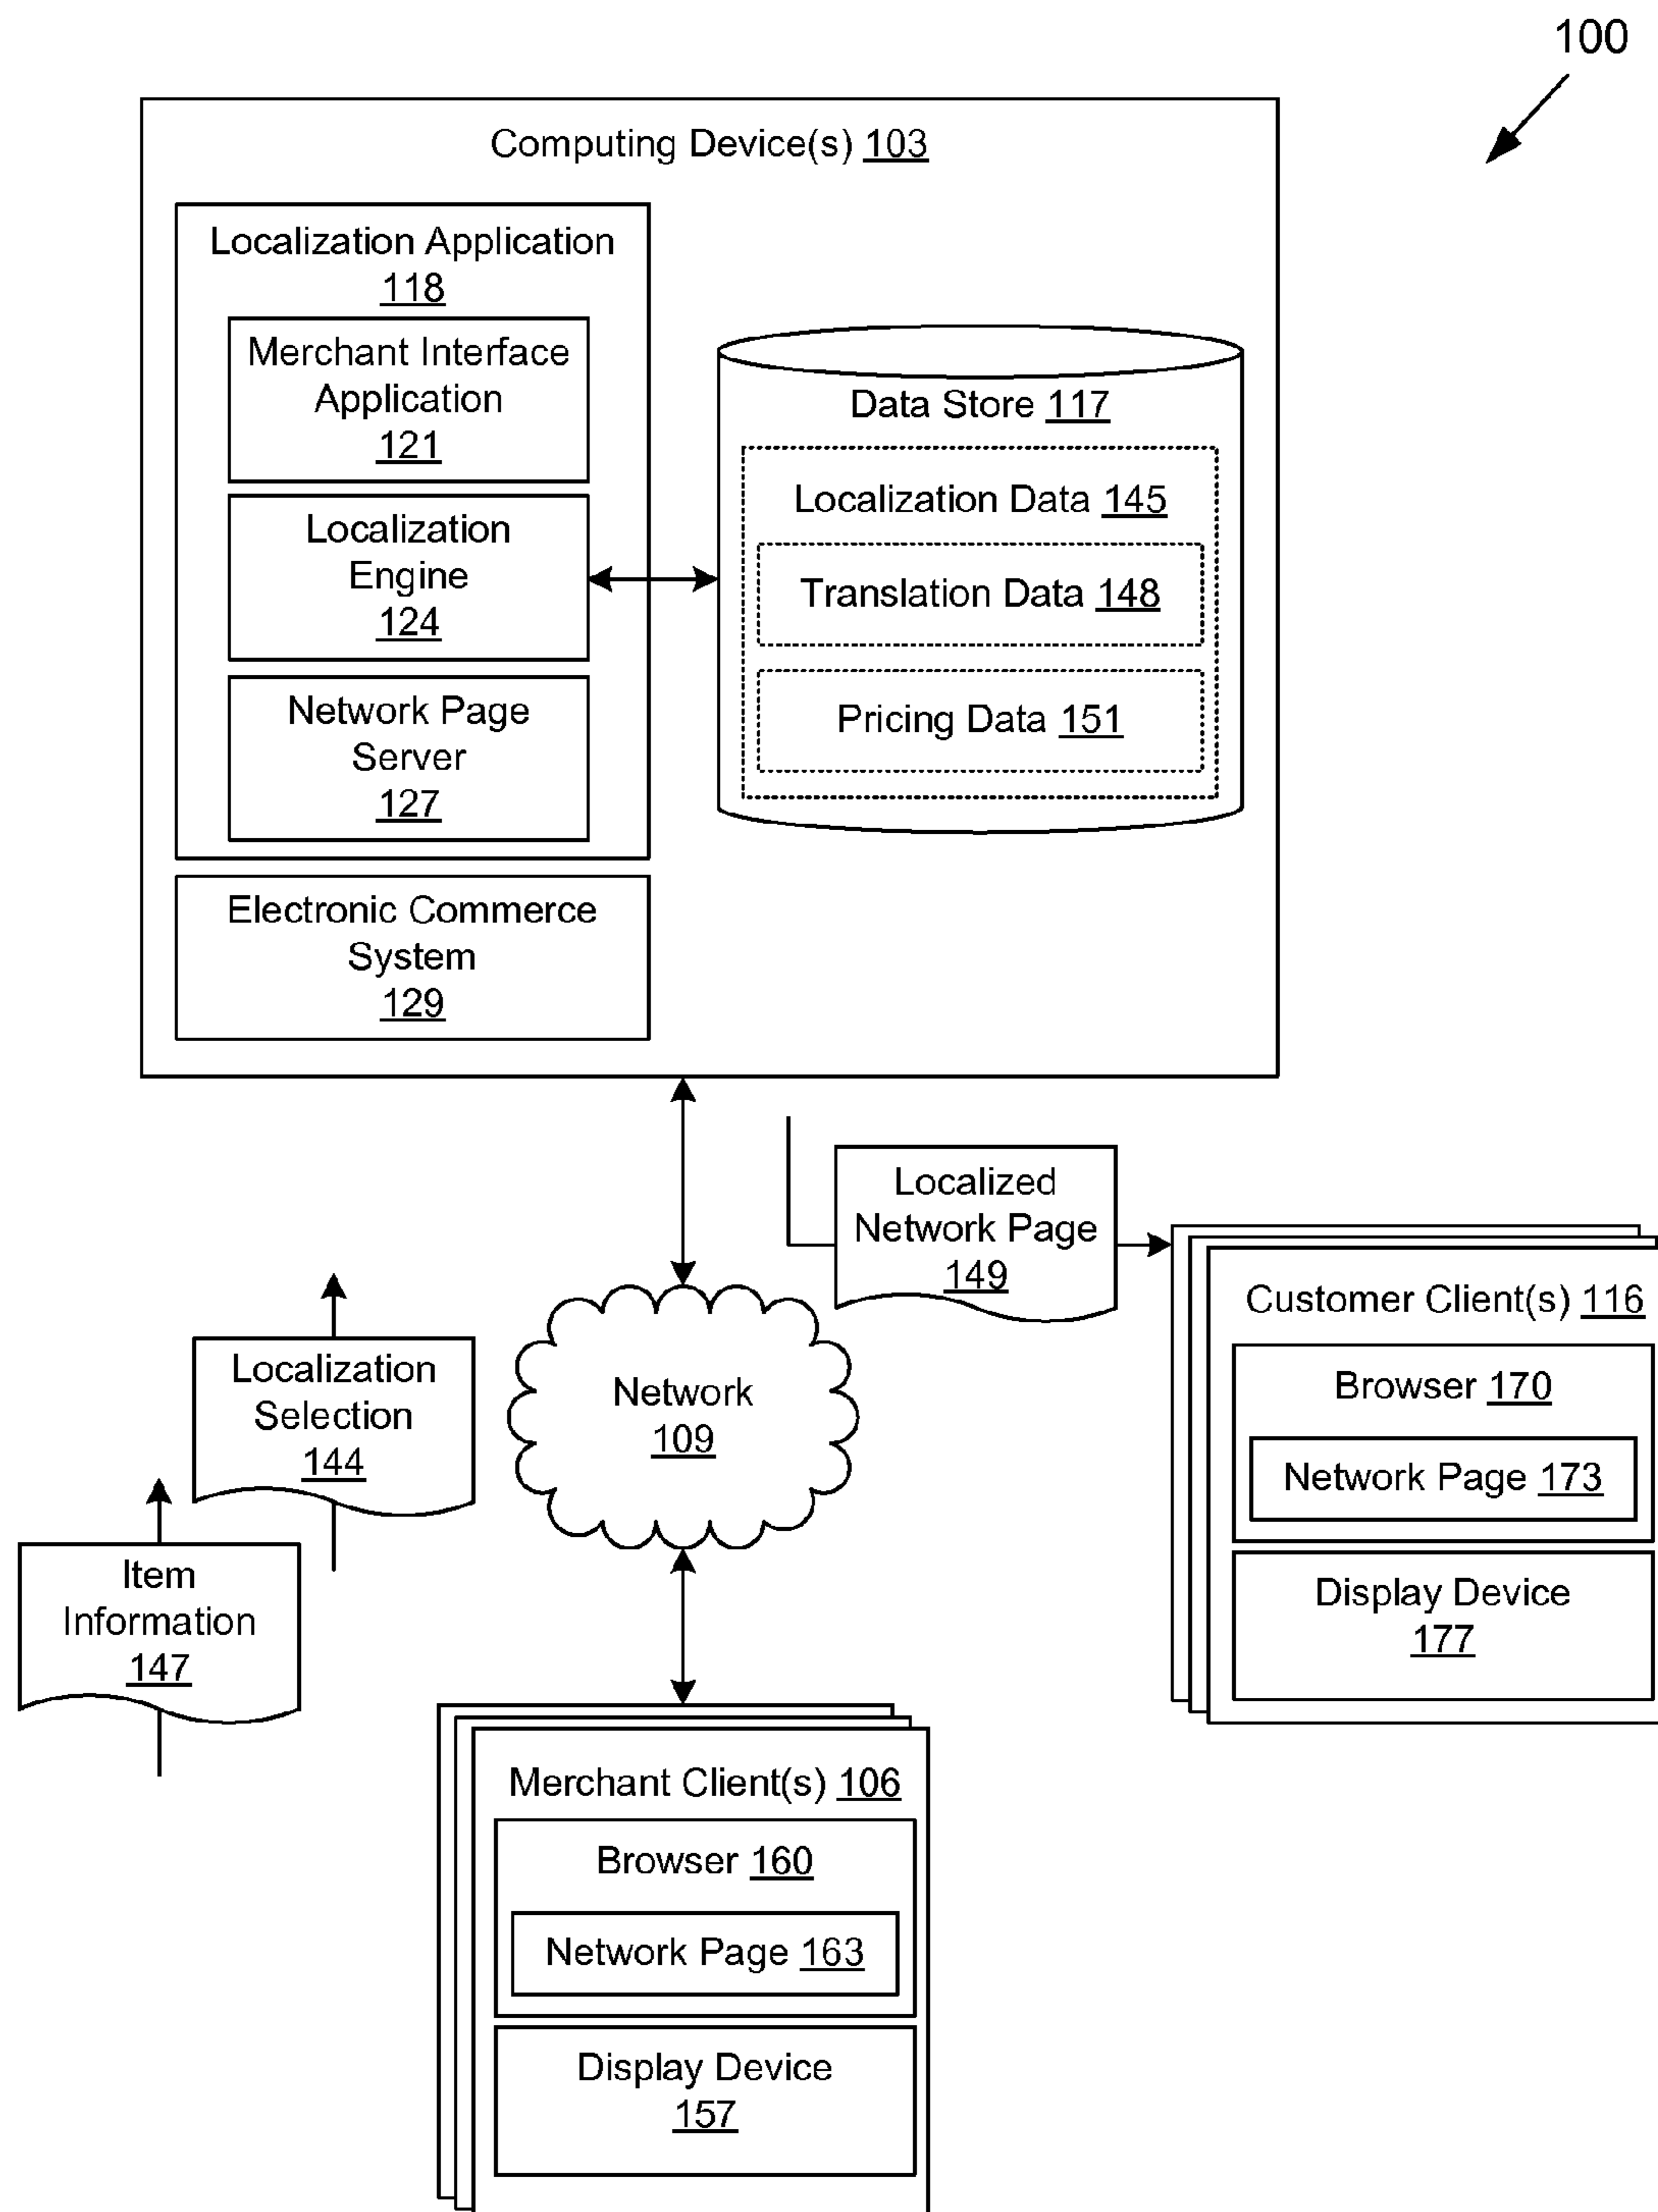 100
Computing Device(s) 103
Localization Application
118
Merchant Interface
Application
121
Localization
Engine
124
Network Page
Server
127
Electronic Commerce
System
129
Data Store 117
Localization Data 145
Translation Data 148
Pricing Data 151
Localized
Network Page
149
Localization
Selection
144
Item
Information
147
Network
109
Customer Client(s) 116
Browser 170
Network Page 173
Display Device
177
Merchant Client(s) 106
Browser 160
Network Page 163
Display Device
157